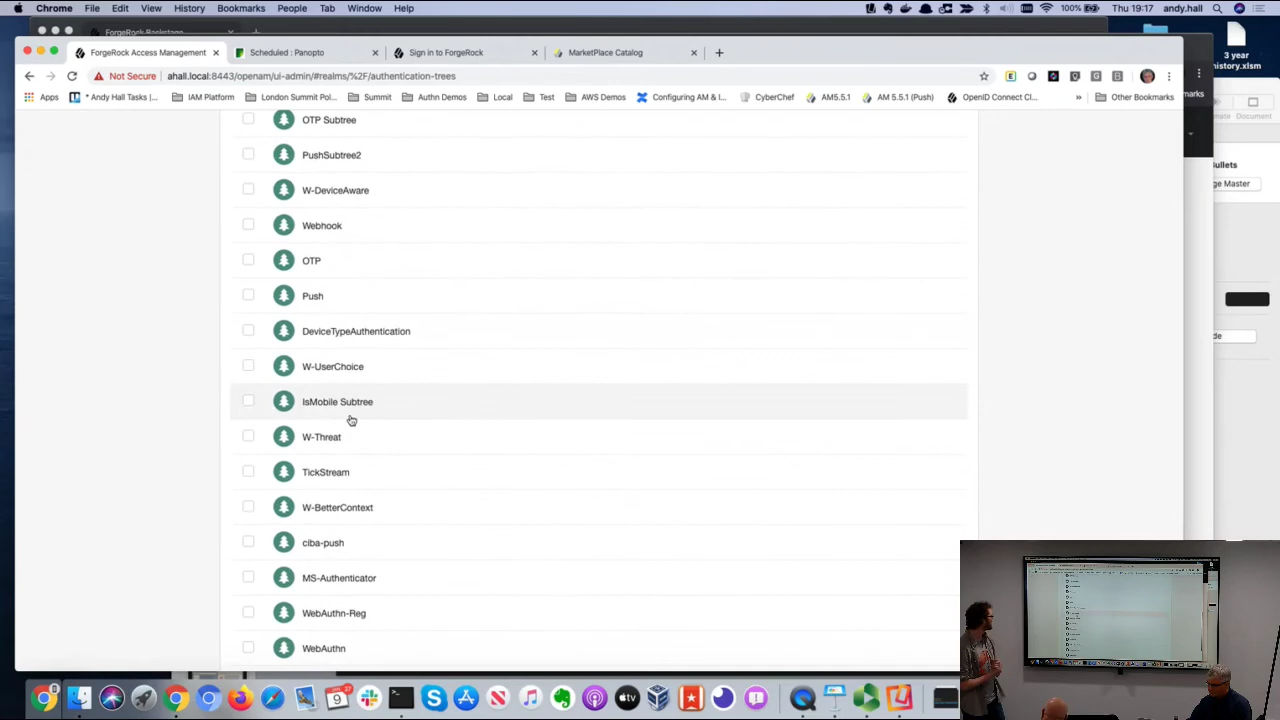 Chrome File Edit View History Bookmarks People Tab Window Help
100% Thu 19:17 andy.hall
ForgeRock Backstage
ForgeRock Access Management
Scheduled : Panopto
Sign in to ForgeRock
MarketPlace Catalog
Not Secure ahall.local:8443/openam/ui-admin/#realms/%2F/authentication-trees
Apps * Andy Hall Tasks |... IAM Platform London Summit Pol... Summit Authn Demos Local Test AWS Demos Configuring AM & I... CyberChef AM5.5.1 AM 5.5.1 (Push) OpenID Connect Cl... » Other Bookmarks
3 year
history.xlsm
Document
OTP Subtree
PushSubtree2
W-DeviceAware
Webhook
OTP
Push
DeviceTypeAuthentication
W-UserChoice
IsMobile Subtree
W-Threat
TickStream
W-BetterContext
ciba-push
MS-Authenticator
WebAuthn-Reg
WebAuthn